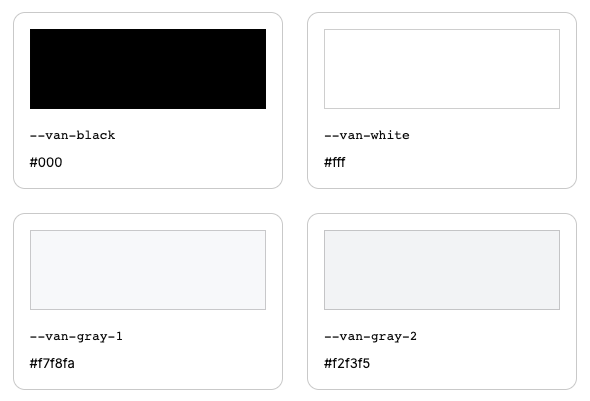 --van-black
#000
--van-white
#fff
--van-gray-1
#f7f8fa
--van-gray-2
#f2f3f5